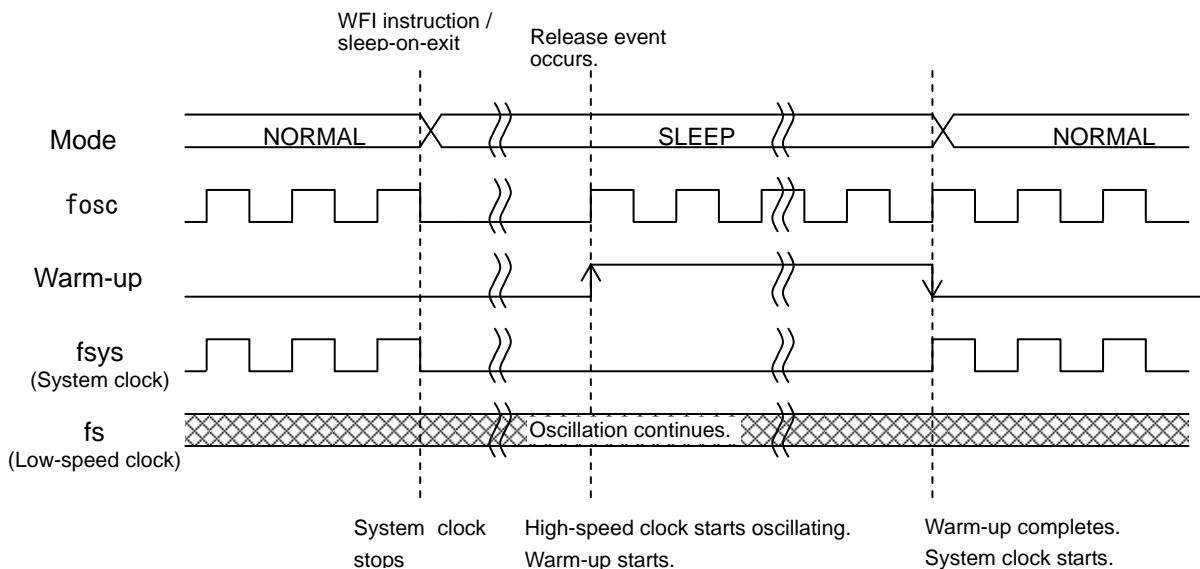 WFI instruction /
sleep-on-exit
Release event
occurs.
Mode
NORMAL
SLEEP
NORMAL
fosc
Warm-up
fsys
(System clock)
fs
(Low-speed clock)
Oscillation continues.
System clock
stops
High-speed clock starts oscillating.
Warm-up starts.
Warm-up completes.
System clock starts.